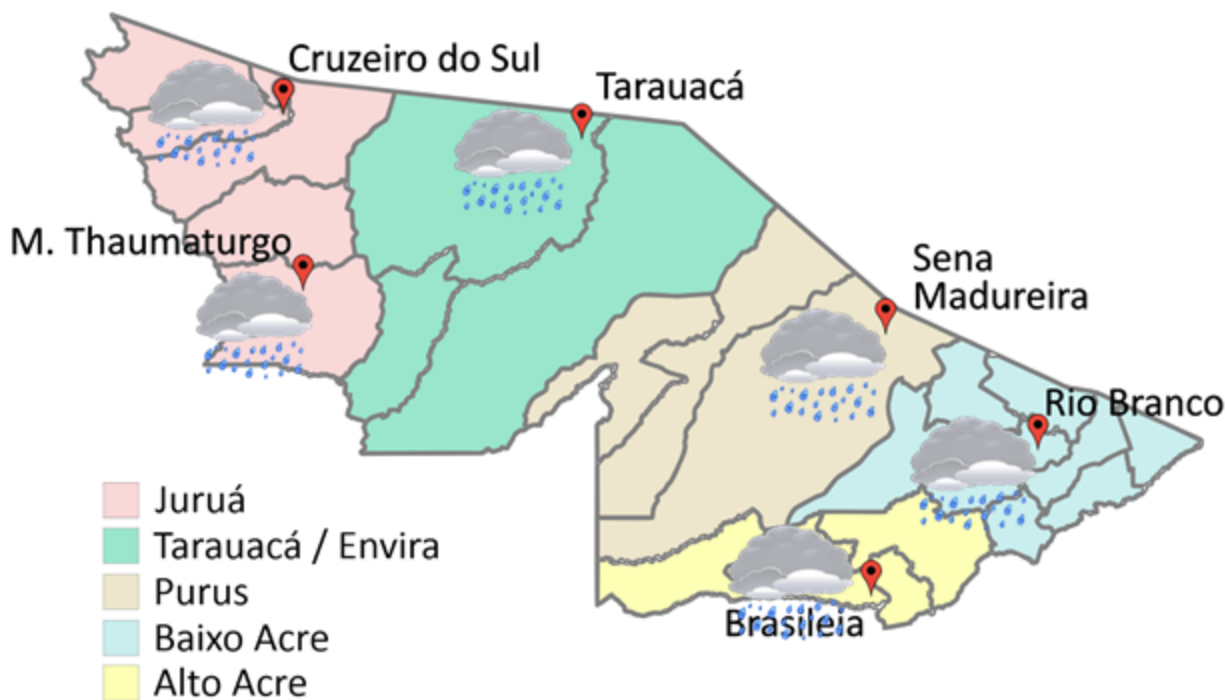 Cruzeiro do Sul
Tarauacá
M. Thaumaturgo
Sena
Madureira
Rio Branco
Brasileia
Juruá
Tarauacá / Envira
Purus
Baixo Acre
Alto Acre